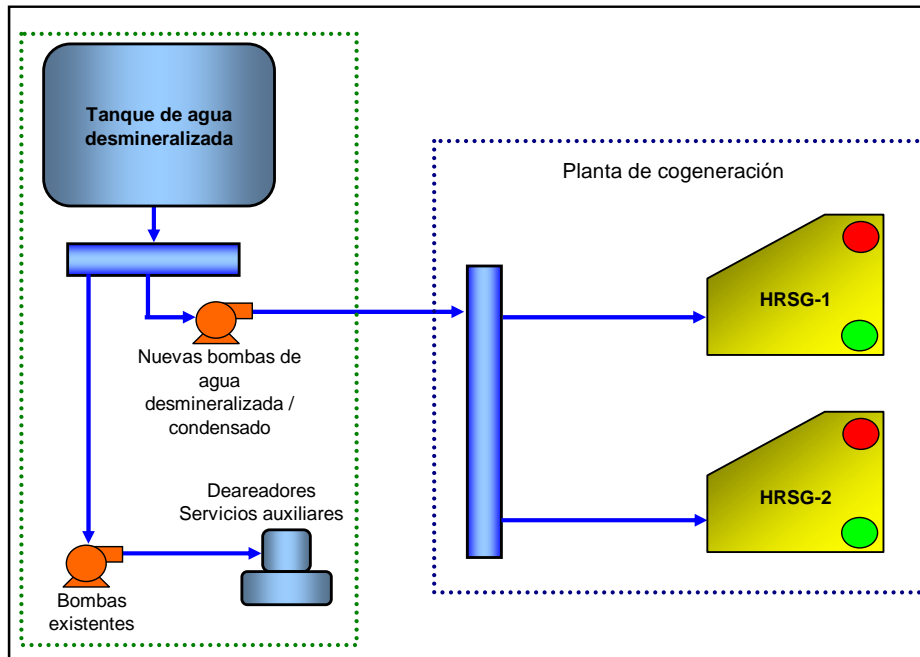 Tanque de agua
desmineralizada
Planta de cogeneración
HRSG-1
Nuevas bombas de
agua
desmineralizada /
condensado
HRSG-2
Deareadores
Servicios auxiliares
Bombas
existentes